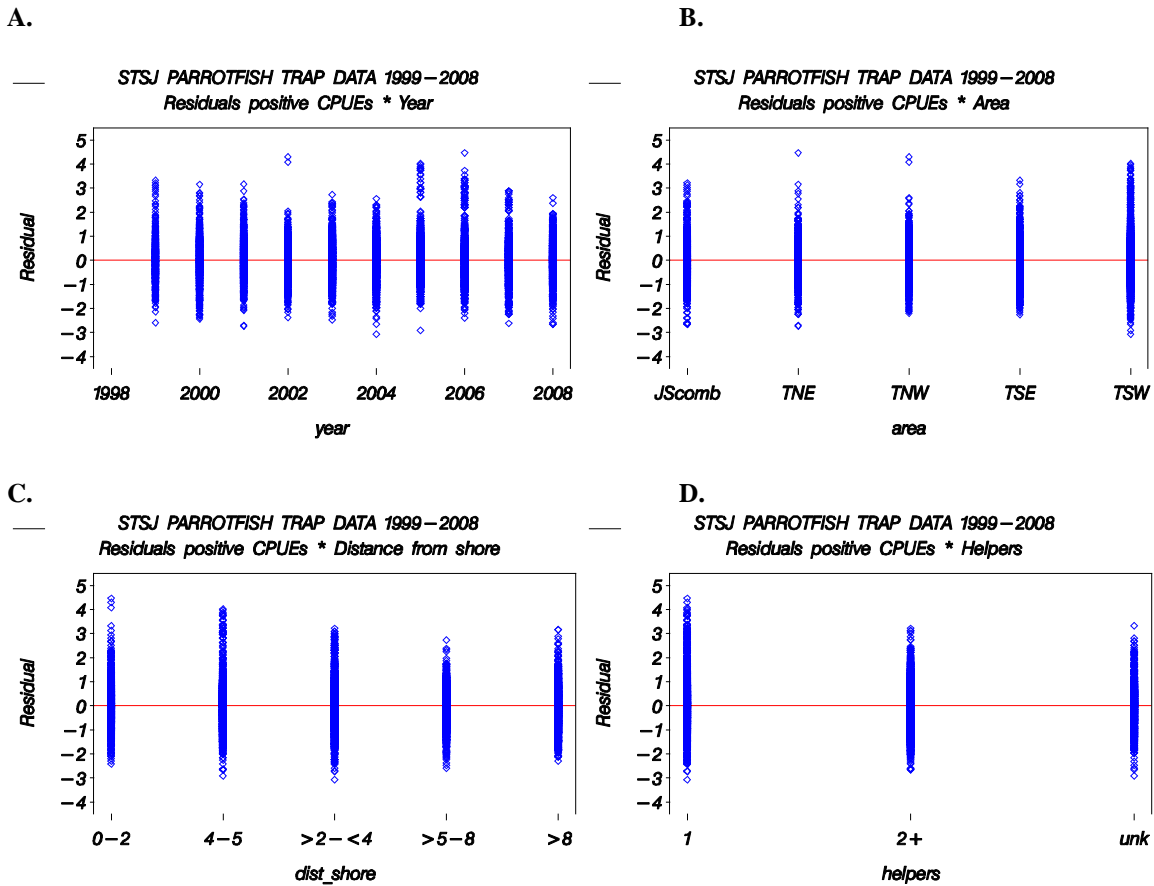 A.
STSJ PARROTFISH TRAP DATA 1999−2008
Residuals positive CPUEs * Year
Residual
5
4
3
2
1
0
−1
−2
−3
−4
1998 2000 2002 2004 2006 2008
year
B.
STSJ PARROTFISH TRAP DATA 1999−2008
Residuals positive CPUEs * Area
Residual
5
4
3
2
1
0
−1
−2
−3
−4
JScomb TNE TNW TSE TSW
area
C.
STSJ PARROTFISH TRAP DATA 1999−2008
Residuals positive CPUEs * Distance from shore
Residual
5
4
3
2
1
0
−1
−2
−3
−4
0−2 4−5 >2−<4 >5−8 >8
dist_shore
D.
STSJ PARROTFISH TRAP DATA 1999−2008
Residuals positive CPUEs * Helpers
Residual
5
4
3
2
1
0
−1
−2
−3
−4
1 2+ unk
helpers